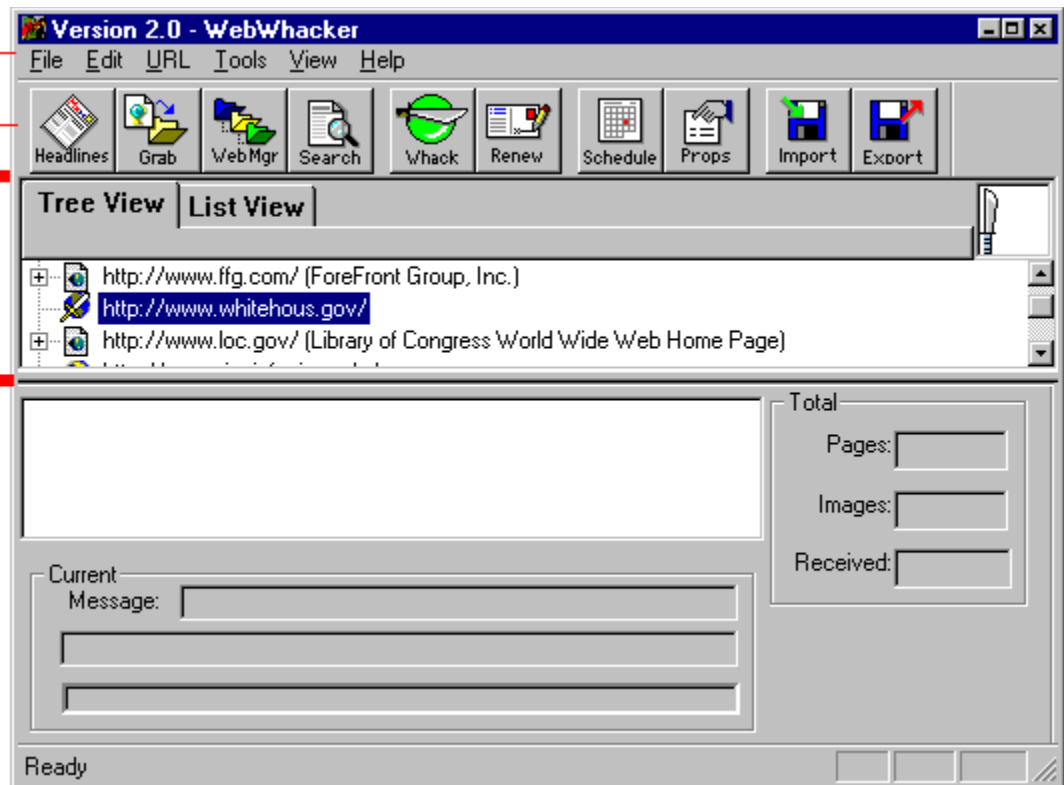 Version 2.0 - WebWhacker
File Edit URL Tools View Help
Headlines Grab WebMgr Search Whack Renew Schedule Props Import Export
Tree View List View
http://www.ffg.com/ (ForeFront Group, Inc.)
http://www.whitehous.gov/
http://www.loc.gov/ (Library of Congress World Wide Web Home Page)
Total
Pages:
Images:
Received:
Current
Message:
Ready